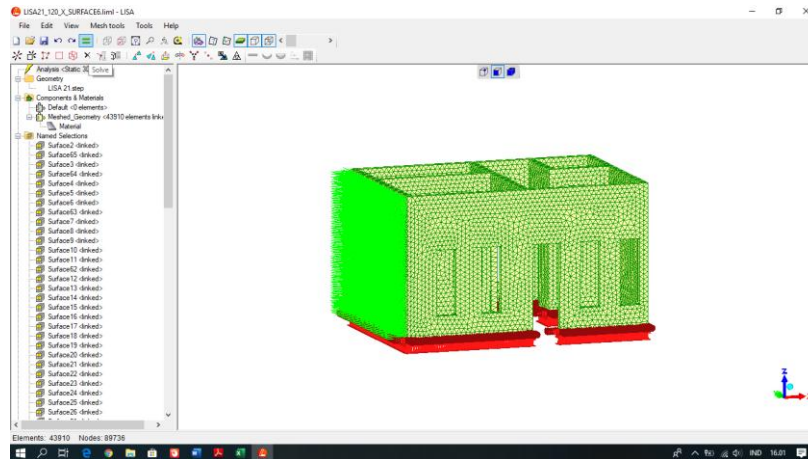 LISA21_120_X_SURFACE6.liml - LISA
File Edit View Mesh tools Tools Help
Analysis <Static 3D Solve
Geometry
LISA 21.step
Components & Materials
Default <0 elements>
Meshed_Geometry <43910 elements linke
Material
Named Selections
Surface2 <linked>
Surface65 <linked>
Surface3 <linked>
Surface64 <linked>
Surface4 <linked>
Surface5 <linked>
Surface6 <linked>
Surface63 <linked>
Surface7 <linked>
Surface8 <linked>
Surface9 <linked>
Surface10 <linked>
Surface11 <linked>
Surface62 <linked>
Surface12 <linked>
Surface13 <linked>
Surface14 <linked>
Surface15 <linked>
Surface16 <linked>
Surface17 <linked>
Surface18 <linked>
Surface19 <linked>
Surface20 <linked>
Surface21 <linked>
Surface22 <linked>
Surface23 <linked>
Surface24 <linked>
Surface25 <linked>
Surface26 <linked>
Z
Elements: 43910 Nodes: 89736
IND 16.01